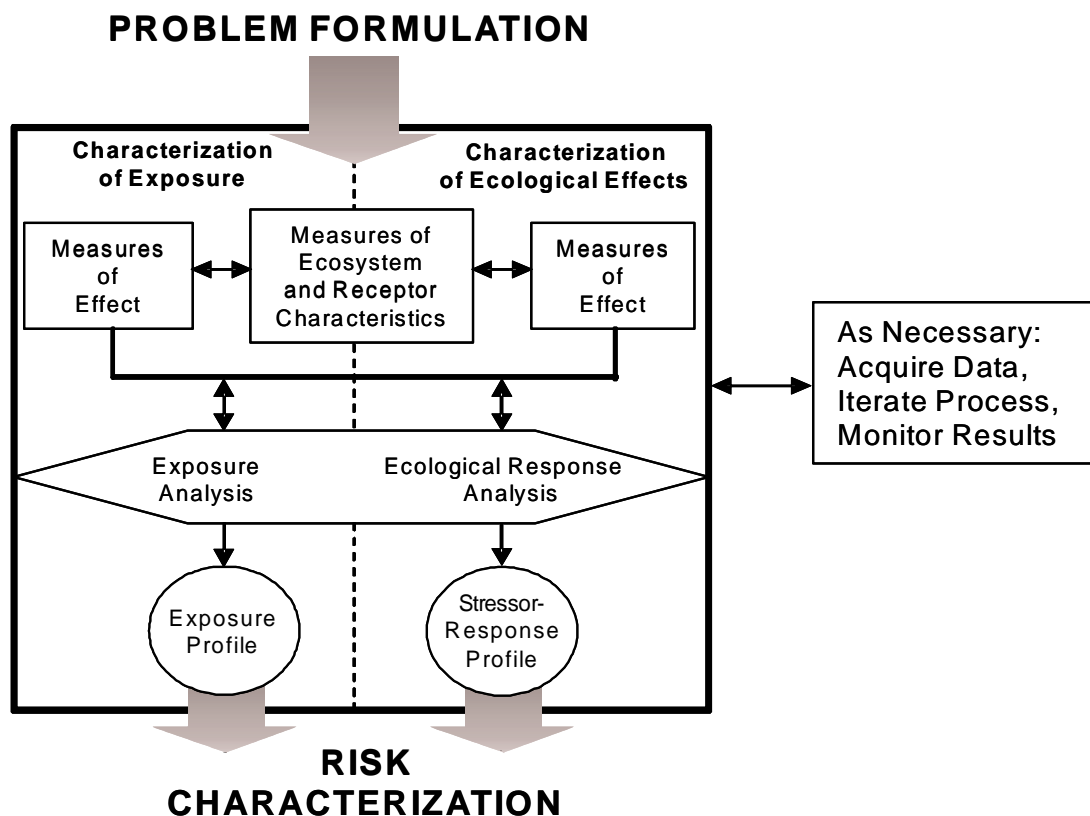 PROBLEM FORMULATION
Characterization
of Exposure
Characterization
of Ecological Effects
Measures
of
Effect
Measures of
Ecosystem
and Receptor
Characteristics
Measures
of
Effect
As Necessary:
Acquire Data,
Iterate Process,
Monitor Results
Exposure
Analysis
Ecological Response
Analysis
Exposure
Profile
Stressor-
Response
Profile
RISK
CHARACTERIZATION